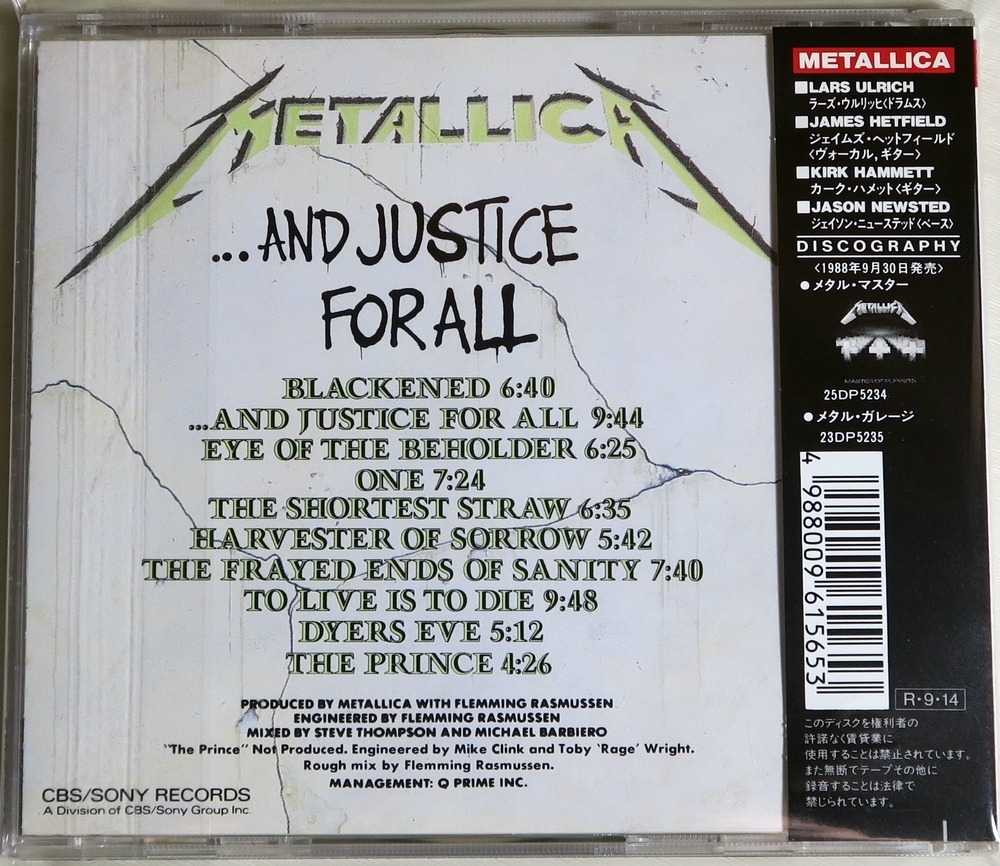 METALLICA
...AND JUSTICE
FOR ALL
BLACKENED 6:40
...AND JUSTICE FOR ALL 9:44
EYE OF THE BEHOLDER 6:25
ONE 7:24
THE SHORTEST STRAW 6:35
HARVESTER OF SORROW 5:42
THE FRAYED ENDS OF SANITY 7:40
TO LIVE IS TO DIE 9:48
DYERS EVE 5:12
THE PRINCE 4:26
PRODUCED BY METALLICA WITH FLEMMING RASMUSSEN
ENGINEERED BY FLEMMING RASMUSSEN
MIXED BY STEVE THOMPSON AND MICHAEL BARBIERO
"The Prince" Not Produced. Engineered by Mike Clink and Toby 'Rage' Wright.
Rough mix by Flemming Rasmussen.
MANAGEMENT: Q PRIME INC.
CBS/SONY RECORDS
A Division of CBS/Sony Group Inc.
METALLICA
■LARS ULRICH
ラーズ・ウルリッヒ〈ドラムス〉
■JAMES HETFIELD
ジェイムズ・ヘットフィールド
〈ヴォーカル,ギター〉
■KIRK HAMMETT
カーク・ハメット〈ギター〉
■JASON NEWSTED
ジェイソン・ニューステッド〈ベース〉
DISCOGRAPHY
〈1988年9月30日発売〉
●メタル・マスター
METALLICA
MASTER OF PUPPETS
25DP5234
●メタル・ガレージ
23DP5235
4 988009 615653
R・9・14
このディスクを権利者の
許諾なく賃貸業に
使用することは禁止されています。
また無断でテープその他に
録音することは法律で
禁じられています。